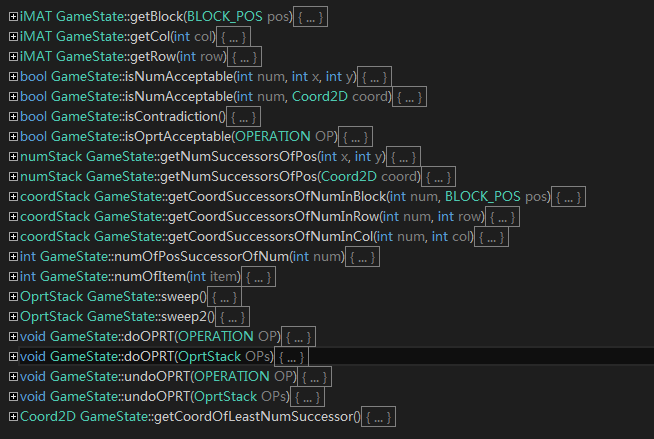 iMAT GameState::getBlock(BLOCK_POS pos){ ... }
iMAT GameState::getCol(int col){ ... }
iMAT GameState::getRow(int row){ ... }
bool GameState::isNumAcceptable(int num, int x, int y){ ... }
bool GameState::isNumAcceptable(int num, Coord2D coord){ ... }
bool GameState::isContradiction(){ ... }
bool GameState::isOprtAcceptable(OPERATION OP){ ... }
numStack GameState::getNumSuccessorsOfPos(int x, int y){ ... }
numStack GameState::getNumSuccessorsOfPos(Coord2D coord){ ... }
coordStack GameState::getCoordSuccessorsOfNumInBlock(int num, BLOCK_POS pos){ ... }
coordStack GameState::getCoordSuccessorsOfNumInRow(int num, int row){ ... }
coordStack GameState::getCoordSuccessorsOfNumInCol(int num, int col){ ... }
int GameState::numOfPosSuccessorOfNum(int num){ ... }
int GameState::numOfItem(int item){ ... }
OprtStack GameState::sweep(){ ... }
OprtStack GameState::sweep2(){ ... }
void GameState::doOPRT(OPERATION OP){ ... }
void GameState::doOPRT(OprtStack OPs){ ... }
void GameState::undoOPRT(OPERATION OP){ ... }
void GameState::undoOPRT(OprtStack OPs){ ... }
Coord2D GameState::getCoordOfLeastNumSuccessor(){ ... }